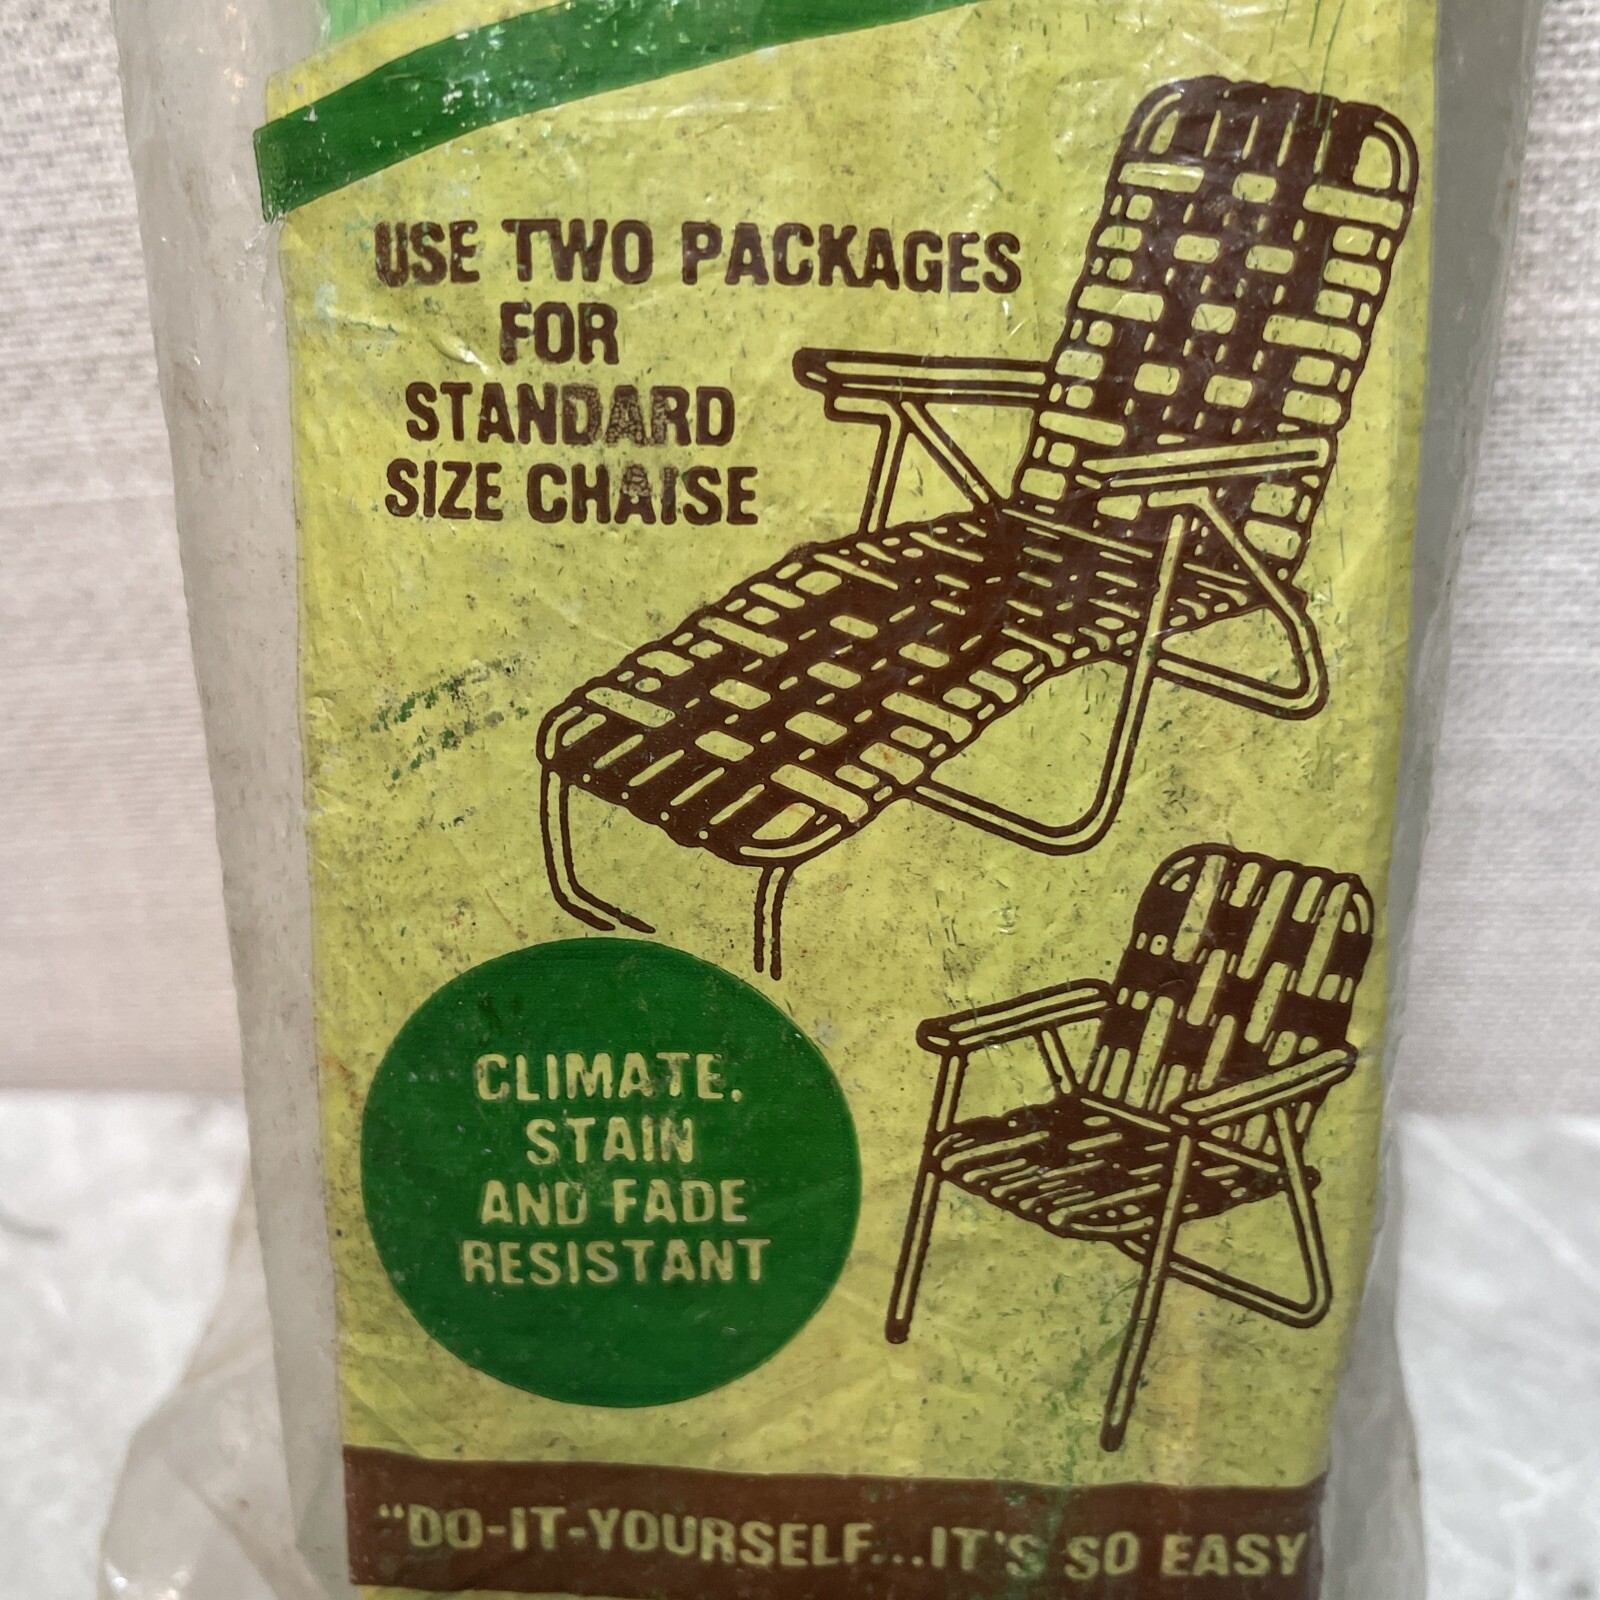 USE TWO PACKAGES
FOR
STANDARD
SIZE CHAISE
CLIMATE,
STAIN
AND FADE
RESISTANT
"DO-IT-YOURSELF...IT'S SO EASY